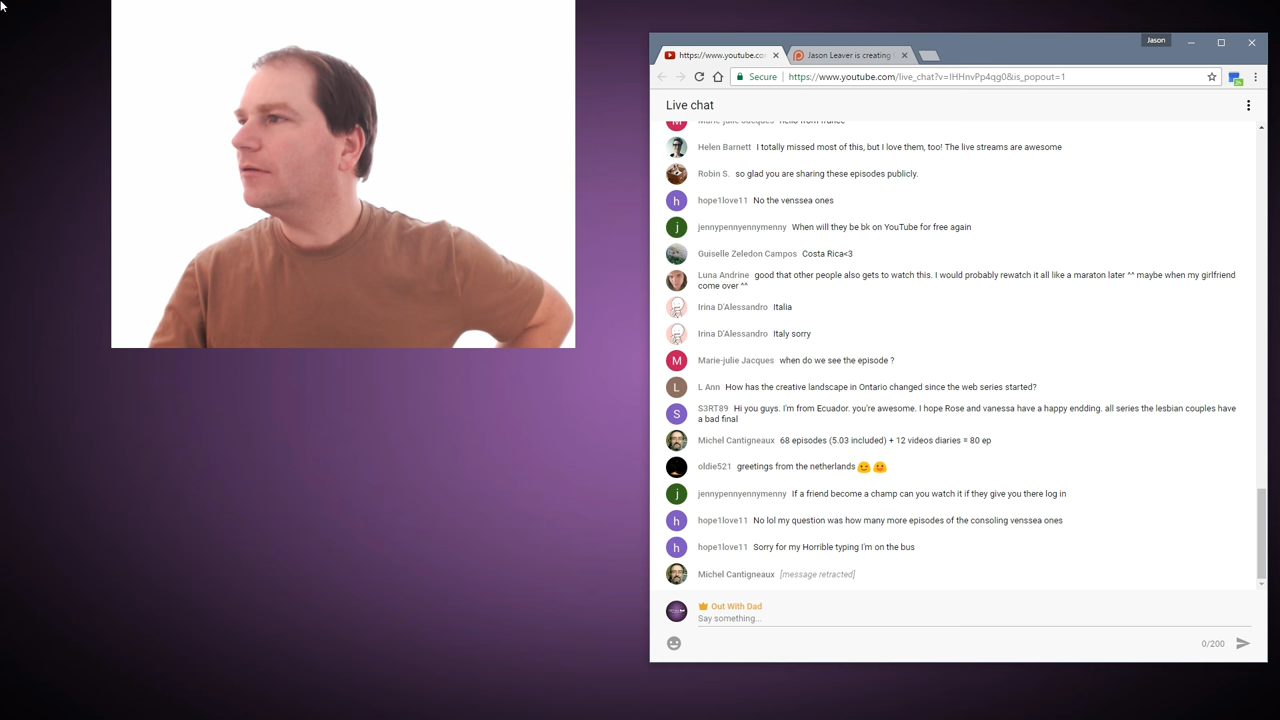 Jason
https://www.youtube.co
Jason Leaver is creating
Secure https://www.youtube.com/live_chat?v=IHHnvPp4qg0&is_popout=1
Live chat
Marie-julie Jacques hello from france
Helen Barnett I totally missed most of this, but I love them, too! The live streams are awesome
Robin S. so glad you are sharing these episodes publicly.
h hope1love11 No the venssea ones
j jennypennyennymenny When will they be bk on YouTube for free again
Guiselle Zeledon Campos Costa Rica<3
Luna Andrine good that other people also gets to watch this. I would probably rewatch it all like a maraton later ^^ maybe when my girlfriend
come over ^^
Irina D'Alessandro Italia
Irina D'Alessandro Italy sorry
M Marie-julie Jacques when do we see the episode ?
L L Ann How has the creative landscape in Ontario changed since the web series started?
S S3RT89 Hi you guys. I'm from Ecuador. you're awesome. I hope Rose and vanessa have a happy endding. all series the lesbian couples have
a bad final
Michel Cantigneaux 68 episodes (5.03 included) + 12 videos diaries = 80 ep
oldie521 greetings from the netherlands
j jennypennyennymenny If a friend become a champ can you watch it if they give you there log in
h hope1love11 No lol my question was how many more episodes of the consoling venssea ones
h hope1love11 Sorry for my Horrible typing I'm on the bus
Michel Cantigneaux [message retracted]
Out With Dad
Say something...
0/200